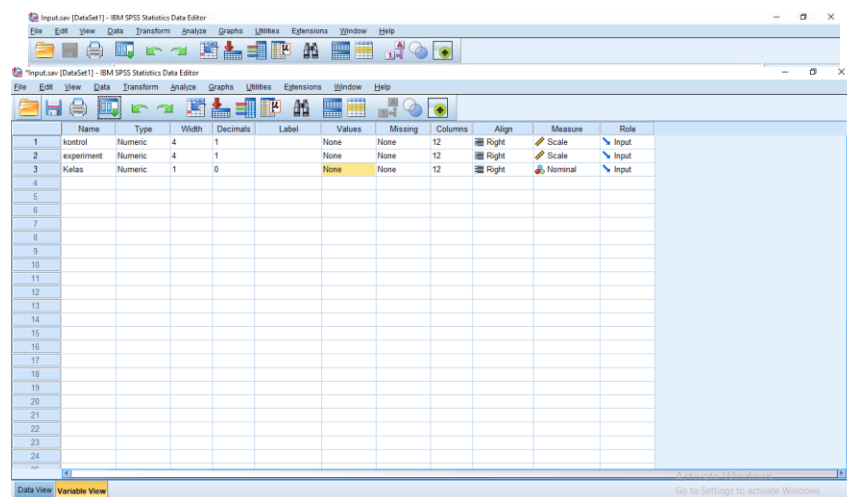 Input.sav [DataSet1] - IBM SPSS Statistics Data Editor
File Edit View Data Transform Analyze Graphs Utilities Extensions Window Help
*Input.sav [DataSet1] - IBM SPSS Statistics Data Editor
File Edit View Data Transform Analyze Graphs Utilities Extensions Window Help
Name Type Width Decimals Label Values Missing Columns Align Measure Role
1 kontrol Numeric 4 1 None None 12 Right Scale Input
2 experiment Numeric 4 1 None None 12 Right Scale Input
3 Kelas Numeric 1 0 None None 12 Right Nominal Input
4
5
6
7
8
9
10
11
12
13
14
15
16
17
18
19
20
21
22
23
24
Activate Windows
Data View Variable View
Go to Settings to activate Windows.